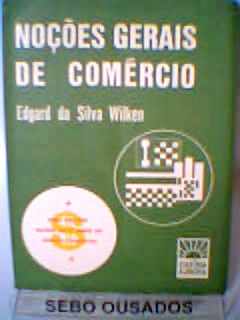 NOÇÕES GERAIS
DE COMÉRCIO
Edgard da Silva Wilken
SEBO OUSADOS